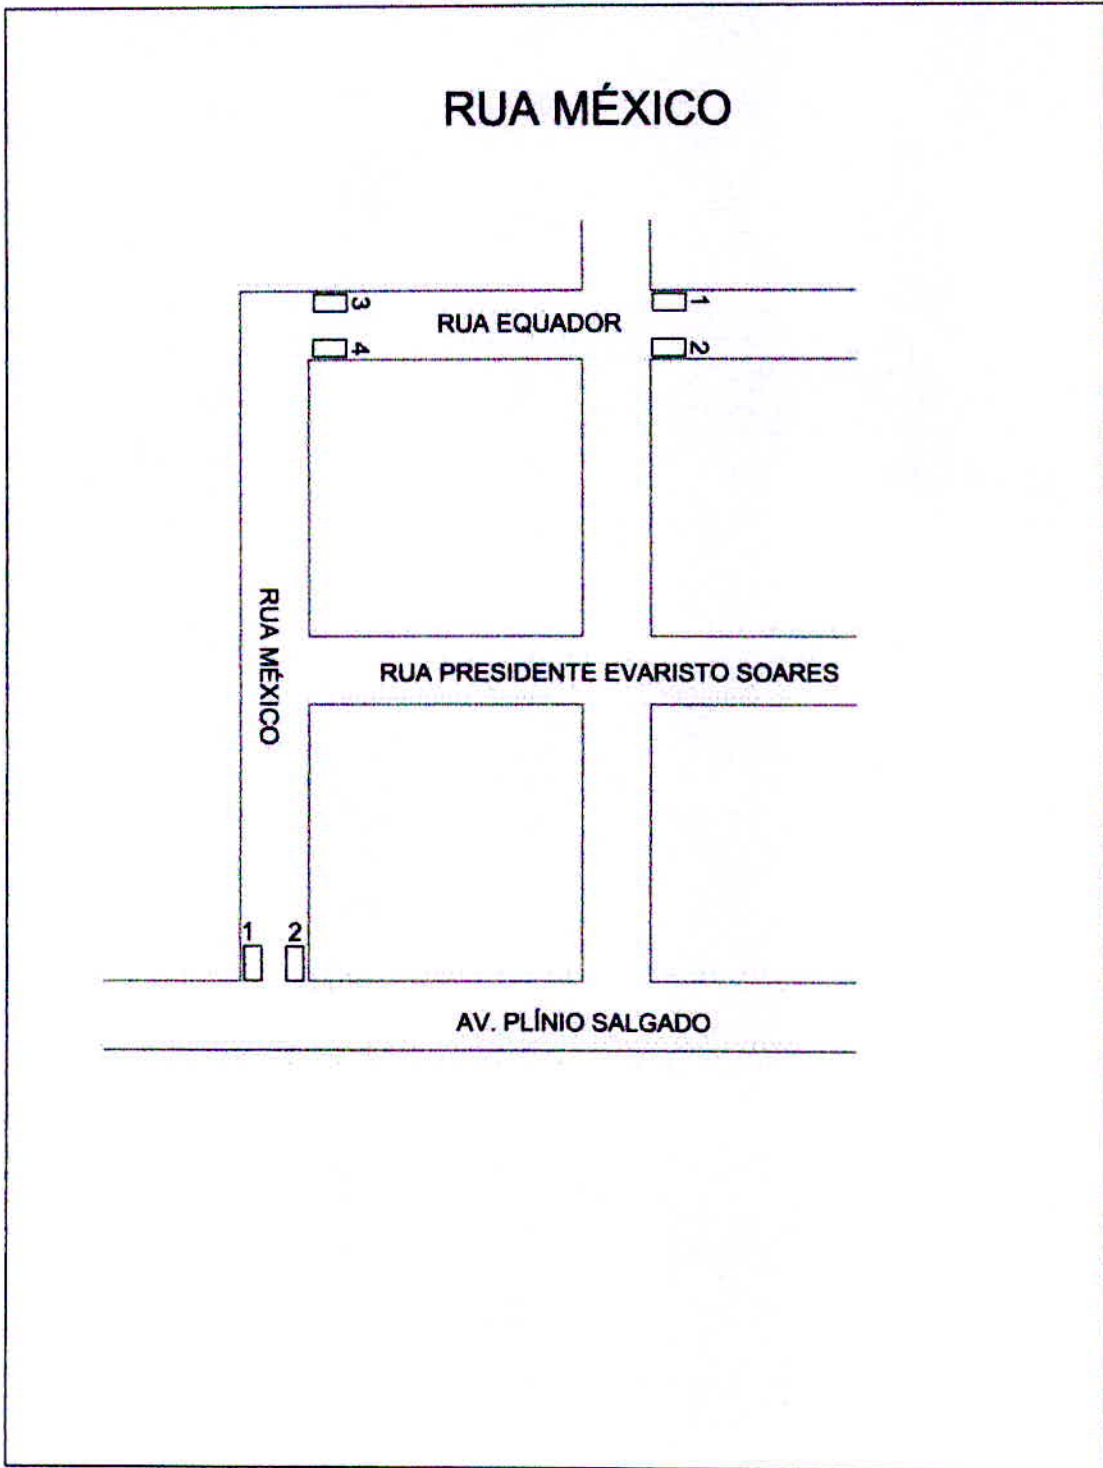 RUA MÉXICO
3
1
RUA EQUADOR
4
2
RUA MÉXICO
RUA PRESIDENTE EVARISTO SOARES
1 2
AV. PLÍNIO SALGADO